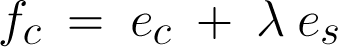 f_c = e_c + λ e_s